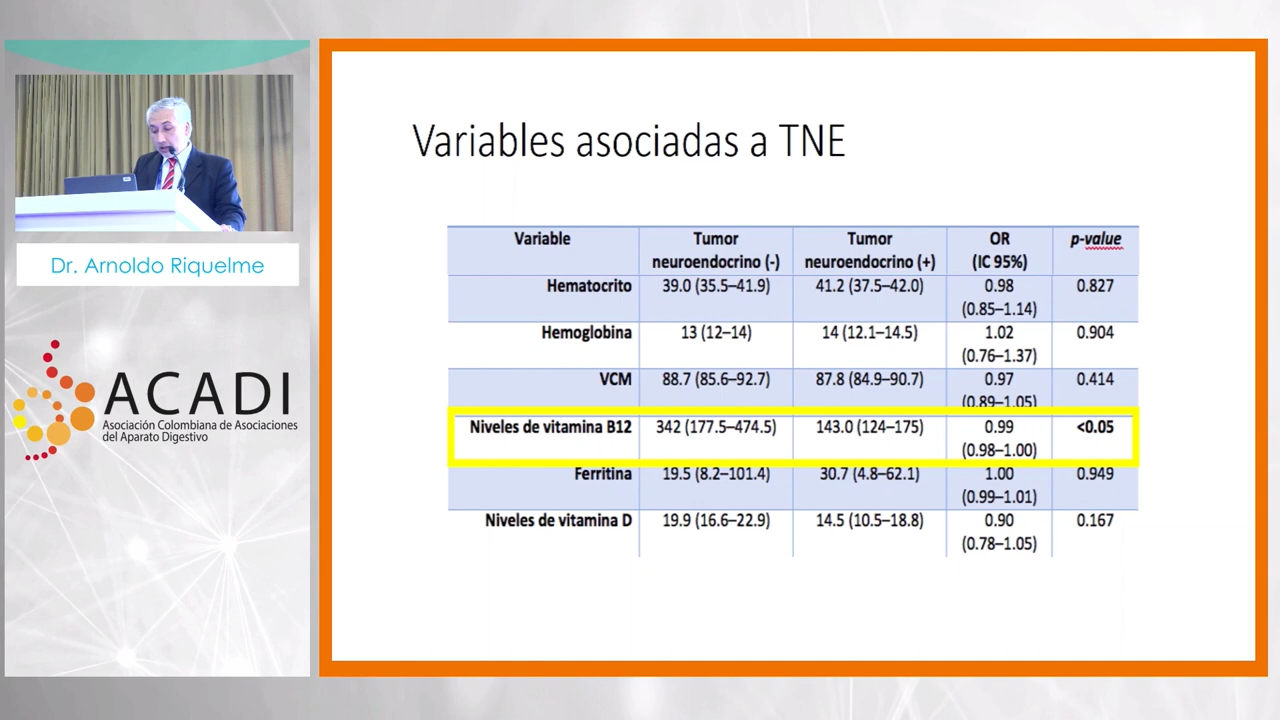 Dr. Arnoldo Riquelme
ACADI
Asociación Colombiana de Asociaciones
del Aparato Digestivo
Variables asociadas a TNE
Variable Tumor neuroendocrino (-) Tumor neuroendocrino (+) OR (IC 95%) p-value
Hematocrito 39.0 (35.5–41.9) 41.2 (37.5–42.0) 0.98 (0.85–1.14) 0.827
Hemoglobina 13 (12–14) 14 (12.1–14.5) 1.02 (0.76–1.37) 0.904
VCM 88.7 (85.6–92.7) 87.8 (84.9–90.7) 0.97 (0.89–1.05) 0.414
Niveles de vitamina B12 342 (177.5–474.5) 143.0 (124–175) 0.99 (0.98–1.00) <0.05
Ferritina 19.5 (8.2–101.4) 30.7 (4.8–62.1) 1.00 (0.99–1.01) 0.949
Niveles de vitamina D 19.9 (16.6–22.9) 14.5 (10.5–18.8) 0.90 (0.78–1.05) 0.167